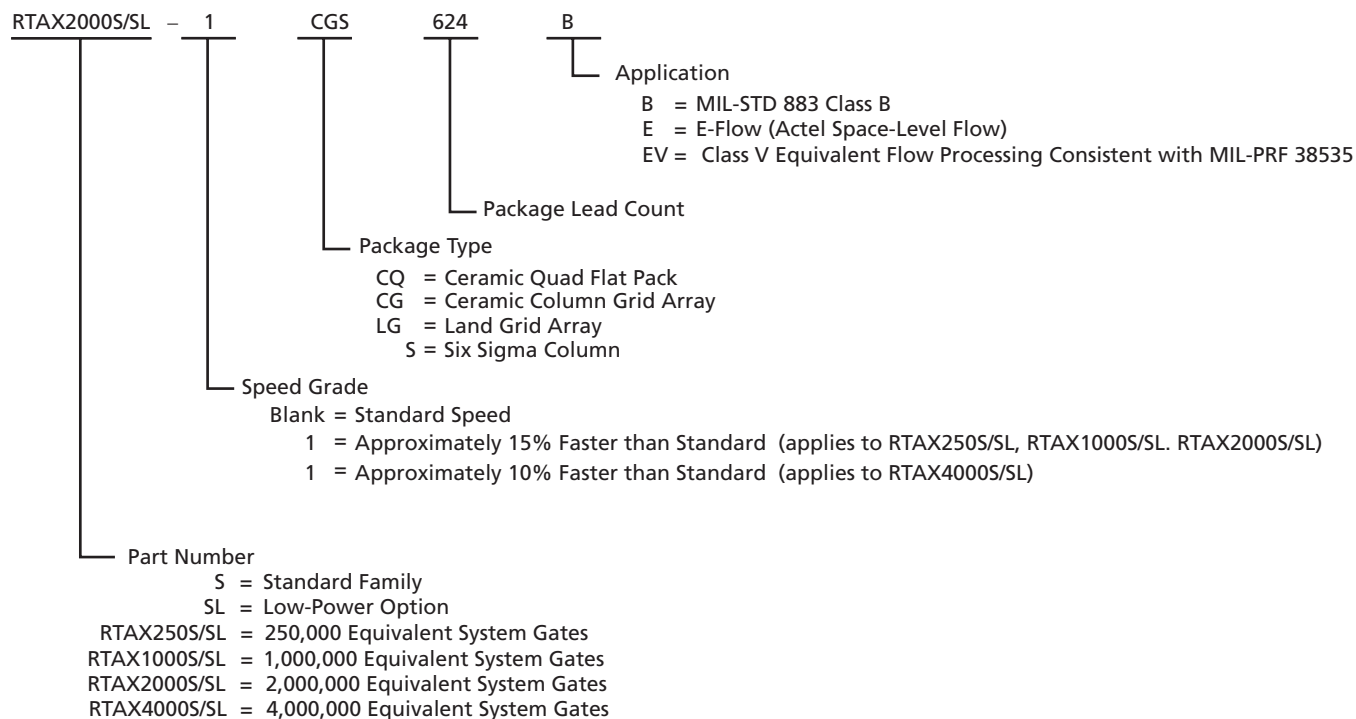 RTAX2000S/SL – 1 CGS 624 B
Application
B = MIL-STD 883 Class B
E = E-Flow (Actel Space-Level Flow)
EV = Class V Equivalent Flow Processing Consistent with MIL-PRF 38535
Package Lead Count
Package Type
CQ = Ceramic Quad Flat Pack
CG = Ceramic Column Grid Array
LG = Land Grid Array
S = Six Sigma Column
Speed Grade
Blank = Standard Speed
1 = Approximately 15% Faster than Standard (applies to RTAX250S/SL, RTAX1000S/SL. RTAX2000S/SL)
1 = Approximately 10% Faster than Standard (applies to RTAX4000S/SL)
Part Number
S = Standard Family
SL = Low-Power Option
RTAX250S/SL = 250,000 Equivalent System Gates
RTAX1000S/SL = 1,000,000 Equivalent System Gates
RTAX2000S/SL = 2,000,000 Equivalent System Gates
RTAX4000S/SL = 4,000,000 Equivalent System Gates